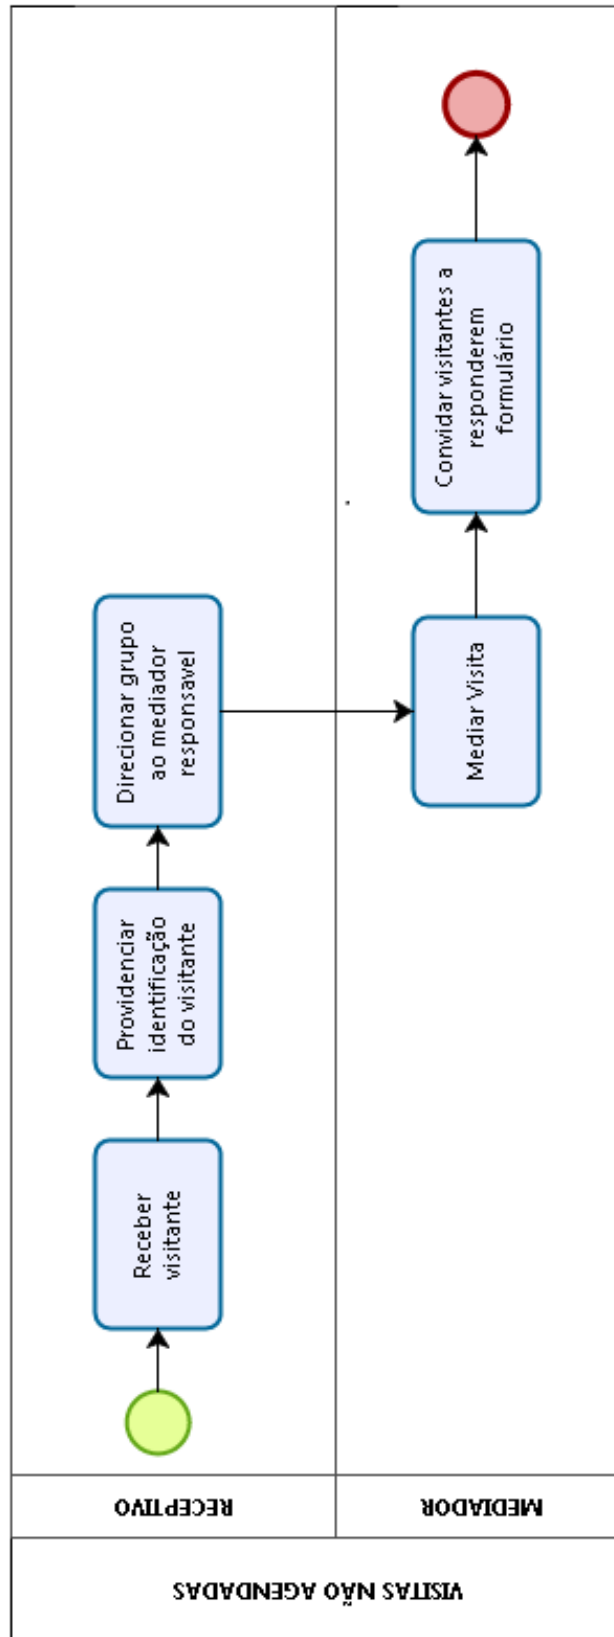 VISITAS NÃO AGENDADAS
RECEPTIVO
Receber
visitante
Providenciar
identificação
do visitante
Direcionar grupo
ao mediador
responsavel
MEDIADOR
Mediar Visita
Convidar visitantes a
responderem
formulário